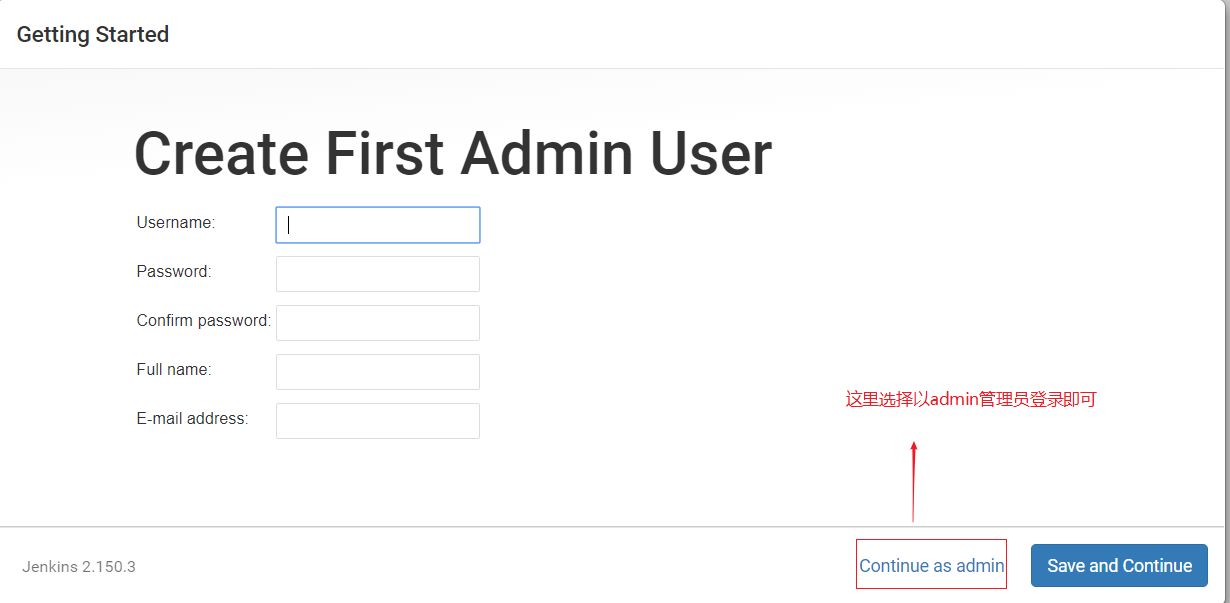 Getting Started
Create First Admin User
Username:
Password:
Confirm password:
Full name:
E-mail address:
这里选择以admin管理员登录即可
Jenkins 2.150.3
Continue as admin
Save and Continue